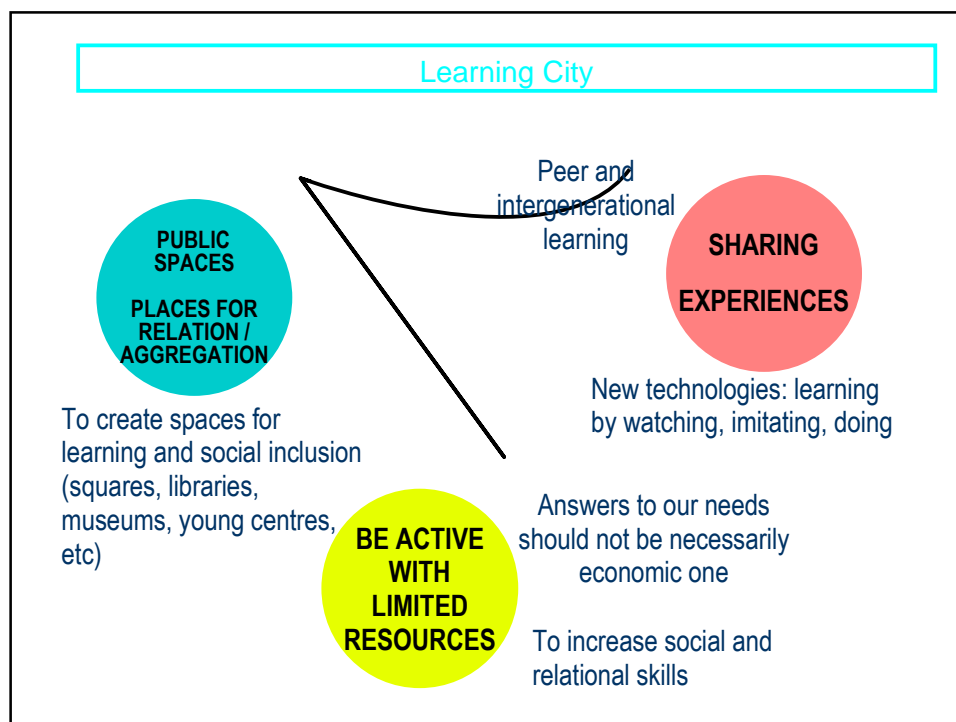 Learning City
PUBLIC
SPACES
PLACES FOR
RELATION /
AGGREGATION
To create spaces for
learning and social inclusion
(squares, libraries,
museums, young centres,
etc)
Peer and
intergenerational
learning
SHARING
EXPERIENCES
New technologies: learning
by watching, imitating, doing
BE ACTIVE
WITH
LIMITED
RESOURCES
Answers to our needs
should not be necessarily
economic one
To increase social and
relational skills